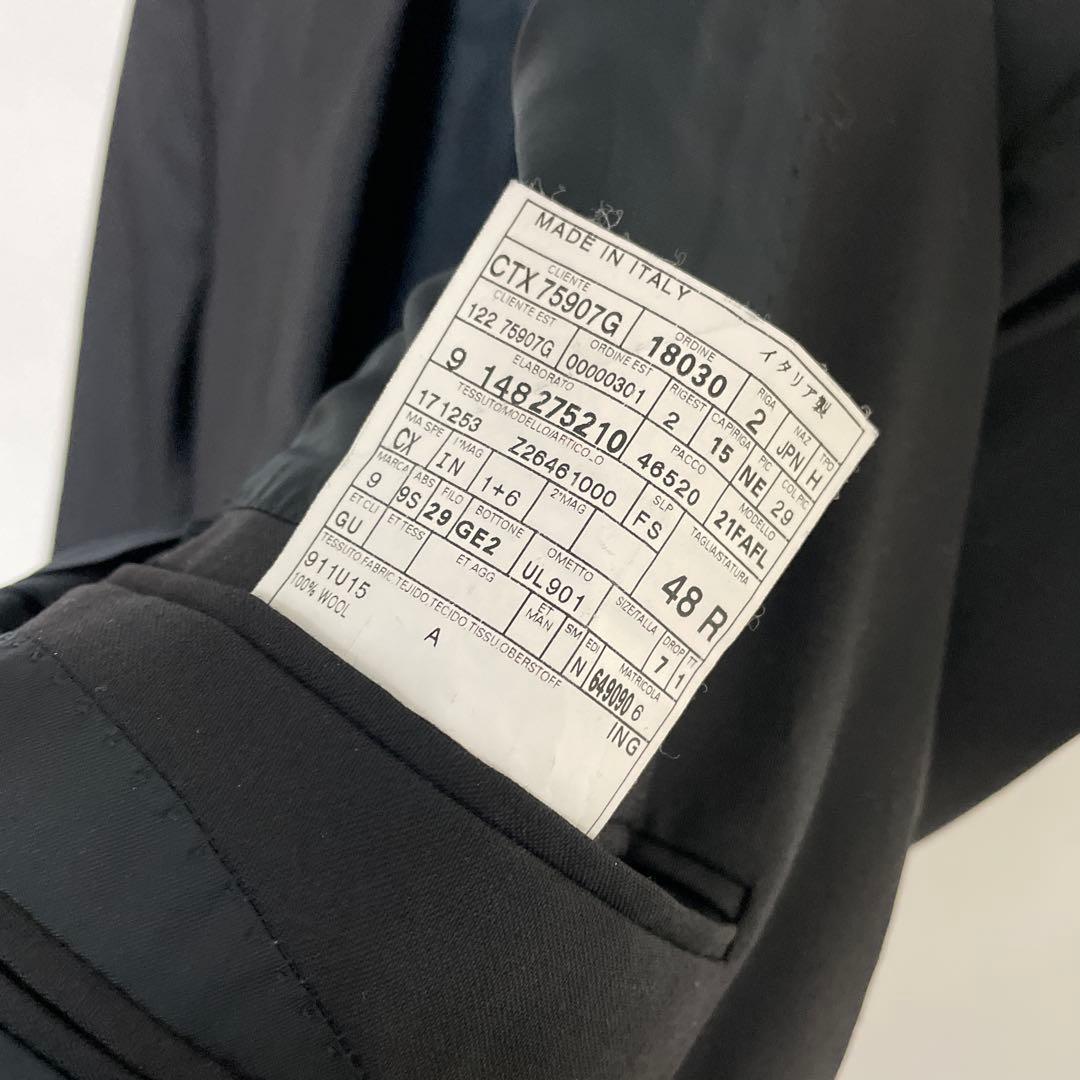 MADE IN ITALY イタリア製
CLIENTE ORDINE RIGA NAZ TPO
CTX 75907G 18030 2 JPN H
CLIENTE EST ORDINE EST RIGEST CAPIRIGA PIC COL PIC
122 75907G 00000301 2 15 NE 29
ELABORATO PACCO MODELLO
9 148275210 46520 21FAFL
TESSUTO/MODELLO/ARTICO_O SLP TAGLIA/STATURA
171253 Z26461000 FS 48 R
MA SPE 1*MAG 2*MAG
CX IN 1+6
MARCA ABS FILO BOTTONE OMETTO SIZE/TALLA DROP TT
9 9S 29 GE2 UL901 7 1
ET CLI ET TESS ET AGG ET MAN SM EDI MATRICOLA
GU N 649090 6
TESSUTO.FABRIC.TEJIDO.TECIDO.TISSU.OBERSTOFF ING
911U15
100% WOOL A